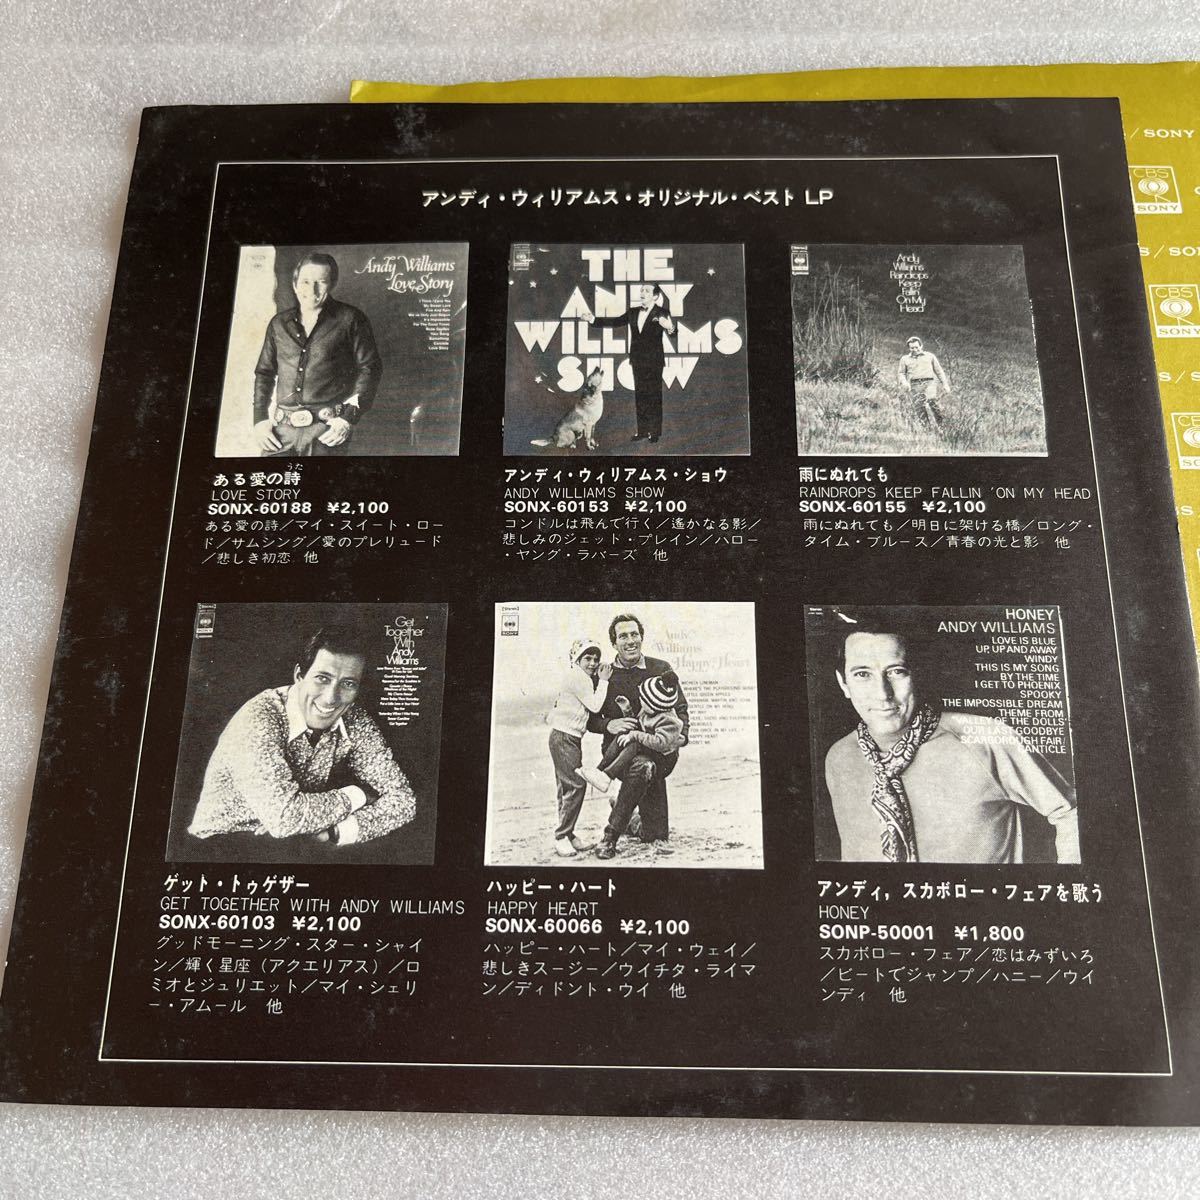 アンディ・ウィリアムス・オリジナル・ベスト LP
/SONY
CBS
SONY
CBS
SONY
Andy Williams
Love Story
ある愛の詩
うた
LOVE STORY
SONX-60188 ¥2,100
ある愛の詩/マイ・スイート・ロー
ド/サムシング/愛のプレリュード
/悲しき初恋 他
THE
ANDY
WILLIAMS
SHOW
アンディ・ウィリアムス・ショウ
ANDY WILLIAMS SHOW
SONX-60153 ¥2,100
コンドルは飛んで行く/遙かなる影/
悲しみのジェット・プレイン/ハロー・
ヤング・ラバーズ 他
Andy
Williams
Raindrops
Keep
Fallin'
On My
Head
雨にぬれても
RAINDROPS KEEP FALLIN 'ON MY HEAD
SONX-60155 ¥2,100
雨にぬれても/明日に架ける橋/ロング・
タイム・ブルース/青春の光と影 他
Get
Together
With
Andy
Williams
ゲット・トゥゲザー
GET TOGETHER WITH ANDY WILLIAMS
SONX-60103 ¥2,100
グッドモーニング・スター・シャイ
ン/輝く星座(アクエリアス)/ロ
ミオとジュリエット/マイ・シェリ
ー・アムール 他
Stereo
SONY
Andy
Williams
Happy Heart
ハッピー・ハート
HAPPY HEART
SONX-60066 ¥2,100
ハッピー・ハート/マイ・ウェイ/
悲しきスージー/ウイチタ・ライマ
ン/ディドント・ウイ 他
HONEY
ANDY WILLIAMS
LOVE IS BLUE
UP, UP AND AWAY
WINDY
THIS IS MY SONG
BY THE TIME
I GET TO PHOENIX
SPOOKY
THE IMPOSSIBLE DREAM
THEME FROM
'VALLEY OF THE DOLLS'
OUR LAST GOODBYE
SCARBOROUGH FAIR/
CANTICLE
アンディ,スカボロー・フェアを歌う
HONEY
SONP-50001 ¥1,800
スカボロー・フェア/恋はみずいろ
/ビートでジャンプ/ハニー/ウイ
ンディ 他